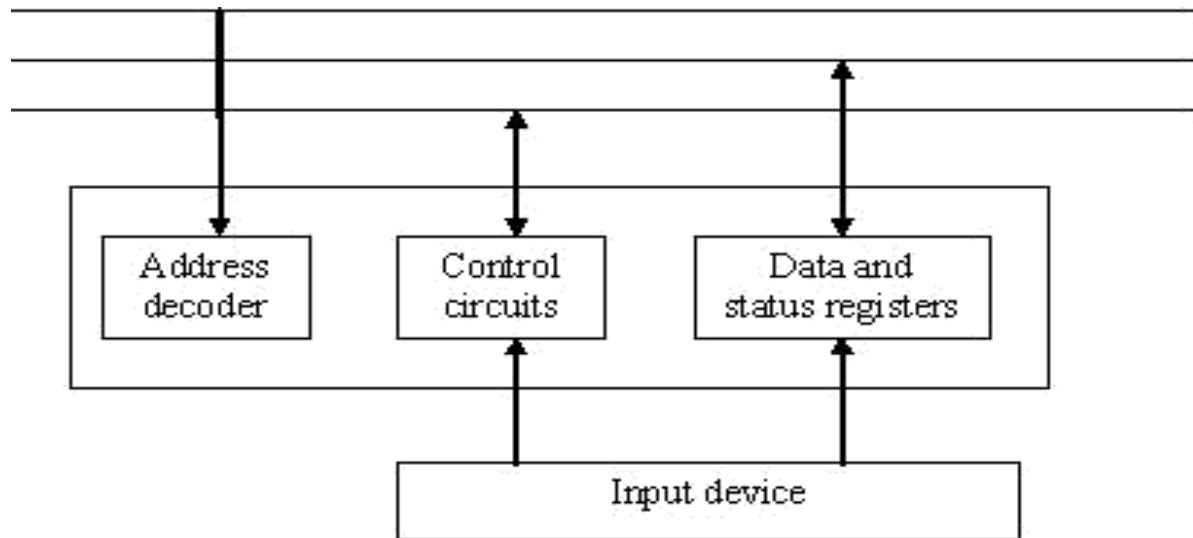 Address
decoder
Control
circuits
Data and
status registers
Input device